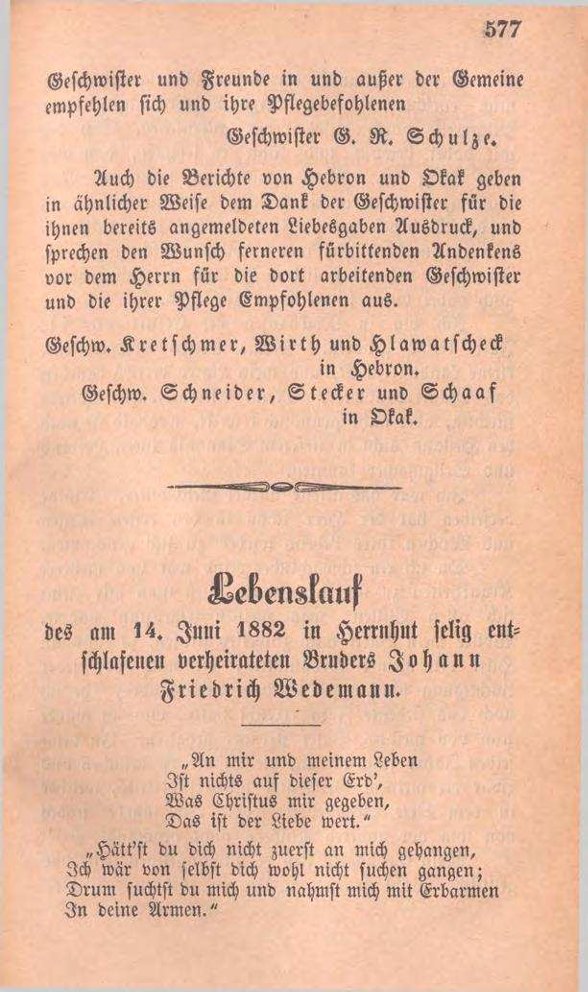 577
Geschwister und Freunde in und außer der Gemeine
empfehlen sich und ihre Pflegebefohlenen
Geschwister G. R. Schulze.
Auch die Berichte von Hebron und Okak geben
in ähnlicher Weise dem Dank der Geschwister für die
ihnen bereits angemeldeten Liebesgaben Ausdruck, und
sprechen den Wunsch ferneren fürbittenden Andenkens
vor dem Herrn für die dort arbeitenden Geschwister
und die ihrer Pflege Empfohlenen aus.
Geschw. Kretschmer, Wirth und Hlawatscheck
in Hebron.
Geschw. Schneider, Stecker und Schaaf
in Okak.
Lebenslauf
des am 14. Juni 1882 in Herrnhut selig ent-
schlafenen verheirateten Bruders Johann
Friedrich Wedemann.
„An mir und meinem Leben
Ist nichts auf dieser Erd',
Was Christus mir gegeben,
Das ist der Liebe wert."
„Hätt'st du dich nicht zuerst an mich gehangen,
Ich wär von selbst dich wohl nicht suchen gangen;
Drum suchtst du mich und nahmst mich mit Erbarmen
In deine Armen."